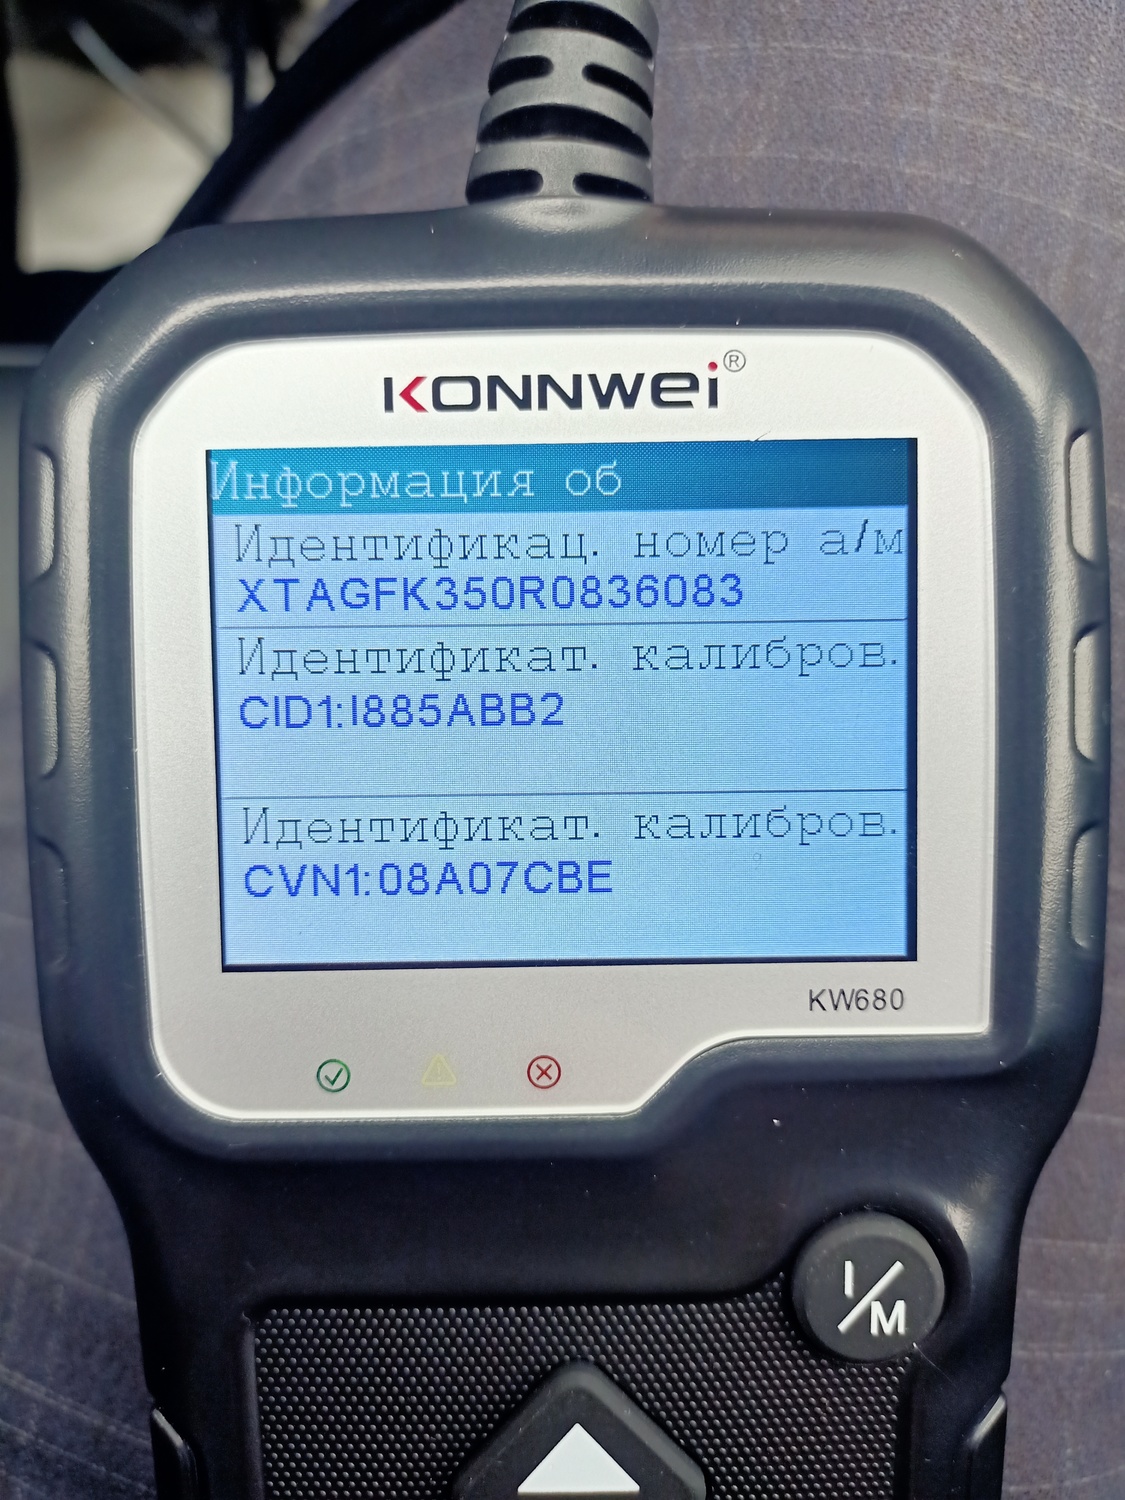 KONNWEI®
Информация об
Идентификац. номер а/м
XTAGFK350R0836083
Идентификат. калибров.
CID1:I885ABB2
Идентификат. калибров.
CVN1:08A07CBE
KW680
I/M